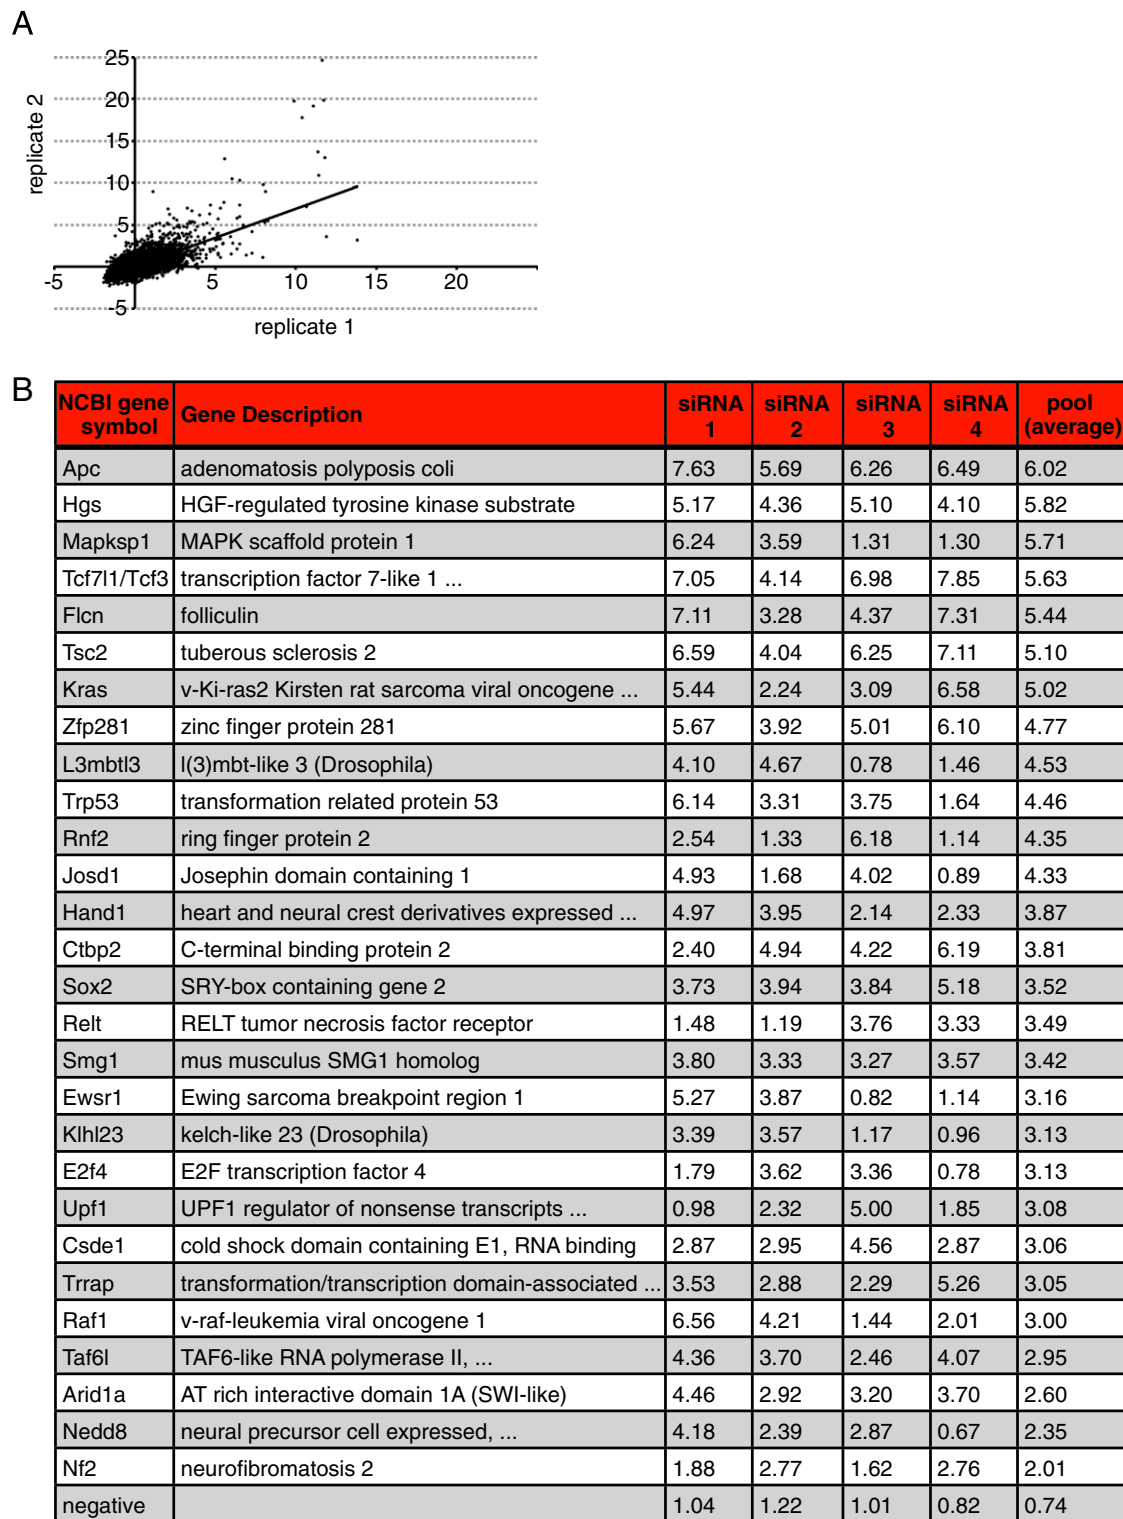 A
25
20
15
10
5
-5
-5
5
10
15
20
replicate 2
replicate 1
B
NCBI gene symbol Gene Description siRNA 1 siRNA 2 siRNA 3 siRNA 4 pool (average)
Apc adenomatosis polyposis coli 7.63 5.69 6.26 6.49 6.02
Hgs HGF-regulated tyrosine kinase substrate 5.17 4.36 5.10 4.10 5.82
Mapksp1 MAPK scaffold protein 1 6.24 3.59 1.31 1.30 5.71
Tcf7l1/Tcf3 transcription factor 7-like 1 ... 7.05 4.14 6.98 7.85 5.63
Flcn folliculin 7.11 3.28 4.37 7.31 5.44
Tsc2 tuberous sclerosis 2 6.59 4.04 6.25 7.11 5.10
Kras v-Ki-ras2 Kirsten rat sarcoma viral oncogene ... 5.44 2.24 3.09 6.58 5.02
Zfp281 zinc finger protein 281 5.67 3.92 5.01 6.10 4.77
L3mbtl3 l(3)mbt-like 3 (Drosophila) 4.10 4.67 0.78 1.46 4.53
Trp53 transformation related protein 53 6.14 3.31 3.75 1.64 4.46
Rnf2 ring finger protein 2 2.54 1.33 6.18 1.14 4.35
Josd1 Josephin domain containing 1 4.93 1.68 4.02 0.89 4.33
Hand1 heart and neural crest derivatives expressed ... 4.97 3.95 2.14 2.33 3.87
Ctbp2 C-terminal binding protein 2 2.40 4.94 4.22 6.19 3.81
Sox2 SRY-box containing gene 2 3.73 3.94 3.84 5.18 3.52
Relt RELT tumor necrosis factor receptor 1.48 1.19 3.76 3.33 3.49
Smg1 mus musculus SMG1 homolog 3.80 3.33 3.27 3.57 3.42
Ewsr1 Ewing sarcoma breakpoint region 1 5.27 3.87 0.82 1.14 3.16
Klhl23 kelch-like 23 (Drosophila) 3.39 3.57 1.17 0.96 3.13
E2f4 E2F transcription factor 4 1.79 3.62 3.36 0.78 3.13
Upf1 UPF1 regulator of nonsense transcripts ... 0.98 2.32 5.00 1.85 3.08
Csde1 cold shock domain containing E1, RNA binding 2.87 2.95 4.56 2.87 3.06
Trrap transformation/transcription domain-associated ... 3.53 2.88 2.29 5.26 3.05
Raf1 v-raf-leukemia viral oncogene 1 6.56 4.21 1.44 2.01 3.00
Taf6l TAF6-like RNA polymerase II, ... 4.36 3.70 2.46 4.07 2.95
Arid1a AT rich interactive domain 1A (SWI-like) 4.46 2.92 3.20 3.70 2.60
Nedd8 neural precursor cell expressed, ... 4.18 2.39 2.87 0.67 2.35
Nf2 neurofibromatosis 2 1.88 2.77 1.62 2.76 2.01
negative 1.04 1.22 1.01 0.82 0.74